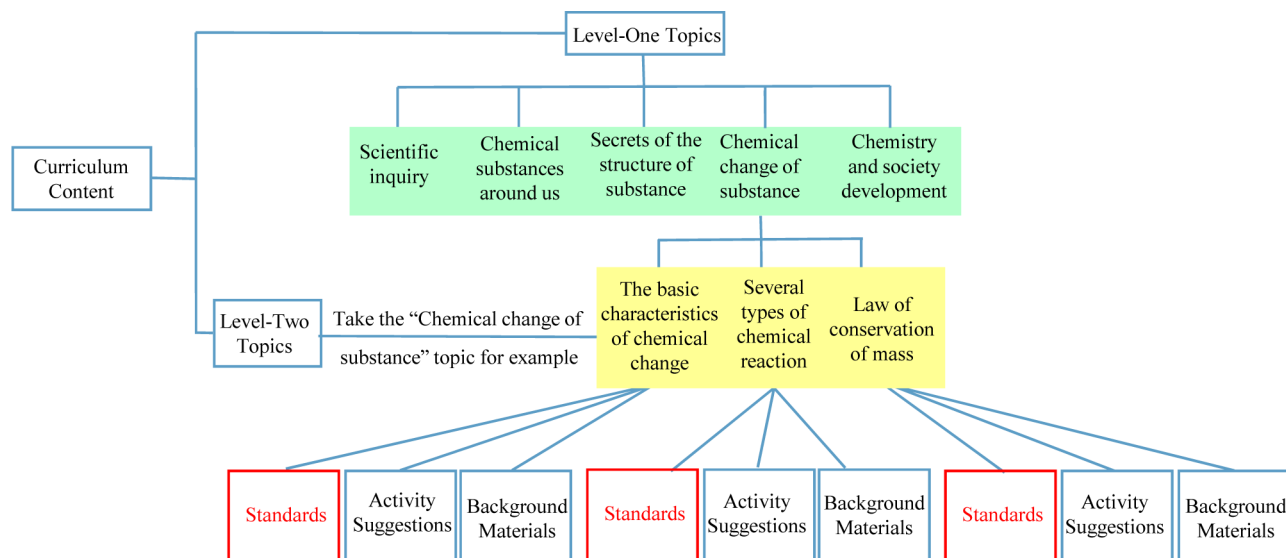 Level-One Topics
Scientific
inquiry
Chemical
substances
around us
Secrets of the
structure of
substance
Chemical
change of
substance
Chemistry
and society
development
Curriculum
Content
Level-Two
Topics
Take the “Chemical change of
substance” topic for example
The basic
characteristics
of chemical
change
Several
types of
chemical
reaction
Law of
conservation
of mass
Standards
Activity
Suggestions
Background
Materials
Standards
Activity
Suggestions
Background
Materials
Standards
Activity
Suggestions
Background
Materials